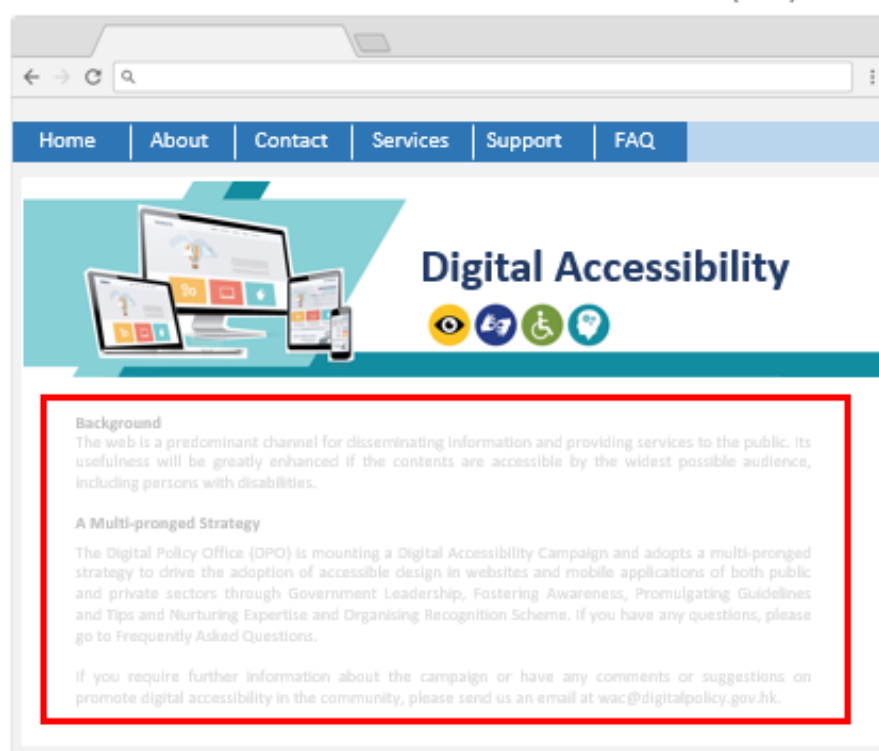 Home About Contact Services Support FAQ
Digital Accessibility
Background
The web is a predominant channel for disseminating information and providing services to the public. Its
usefulness will be greatly enhanced if the contents are accessible by the widest possible audience,
including persons with disabilities.
A Multi-pronged Strategy
The Digital Policy Office (DPO) is mounting a Digital Accessibility Campaign and adopts a multi-pronged
strategy to drive the adoption of accessible design in websites and mobile applications of both public
and private sectors through Government Leadership, Fostering Awareness, Promulgating Guidelines
and Tips and Nurturing Expertise and Organising Recognition Scheme. If you have any questions, please
go to Frequently Asked Questions.
If you require further information about the campaign or have any comments or suggestions on
promote digital accessibility in the community, please send us an email at wac@digitalpolicy.gov.hk.